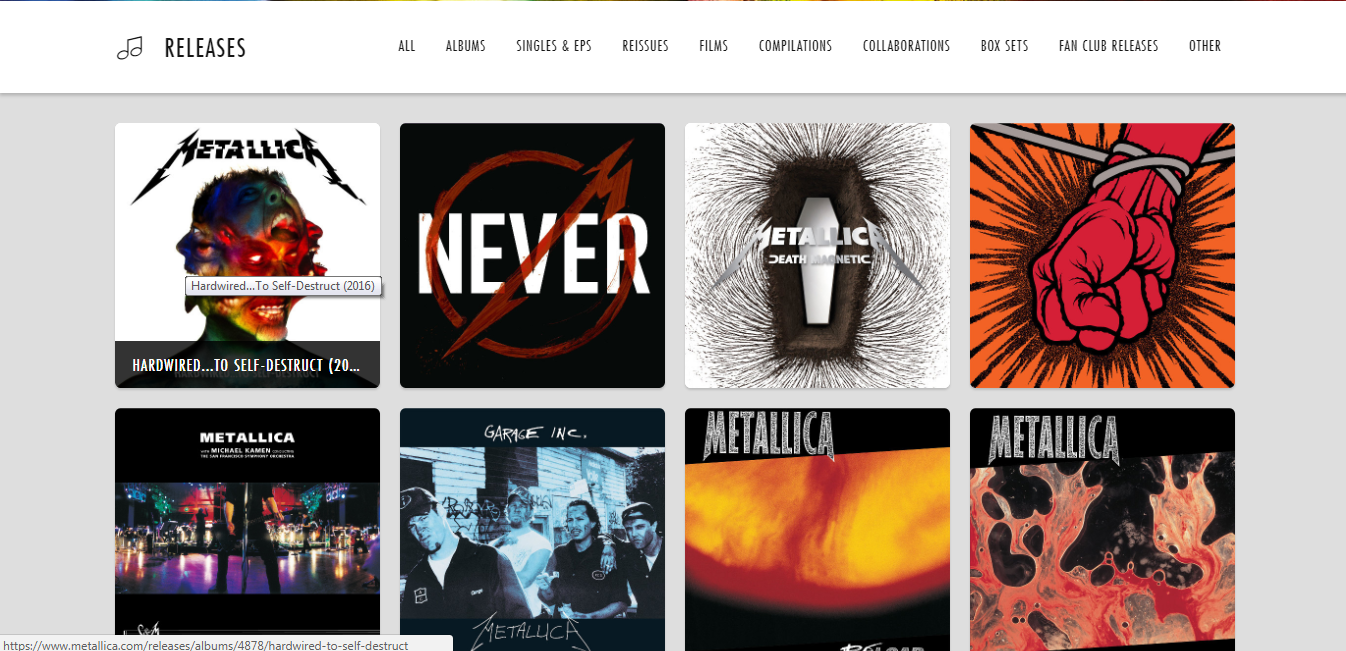 RELEASES
ALL
ALBUMS
SINGLES & EPS
REISSUES
FILMS
COMPILATIONS
COLLABORATIONS
BOX SETS
FAN CLUB RELEASES
OTHER
METALLICA
Hardwired...To Self-Destruct (2016)
HARDWIRED...TO SELF-DESTRUCT (20...
NEVER
METALLICA
DEATH MAGNETIC
METALLICA
WITH MICHAEL KAMEN CONDUCTING
THE SAN FRANCISCO SYMPHONY ORCHESTRA
S&M
GARAGE INC.
METALLICA
METALLICA
RELOAD
METALLICA
https://www.metallica.com/releases/albums/4878/hardwired-to-self-destruct